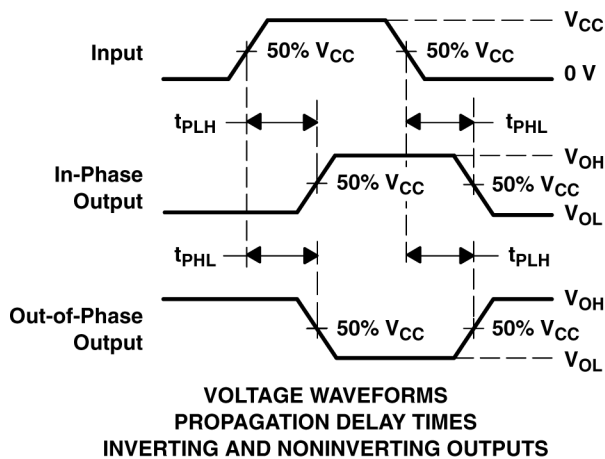 Input
50% VCC
50% VCC
VCC
0 V
tPLH
tPHL
In-Phase
Output
50% VCC
50% VCC
VOH
VOL
tPHL
tPLH
Out-of-Phase
Output
50% VCC
50% VCC
VOH
VOL
VOLTAGE WAVEFORMS
PROPAGATION DELAY TIMES
INVERTING AND NONINVERTING OUTPUTS